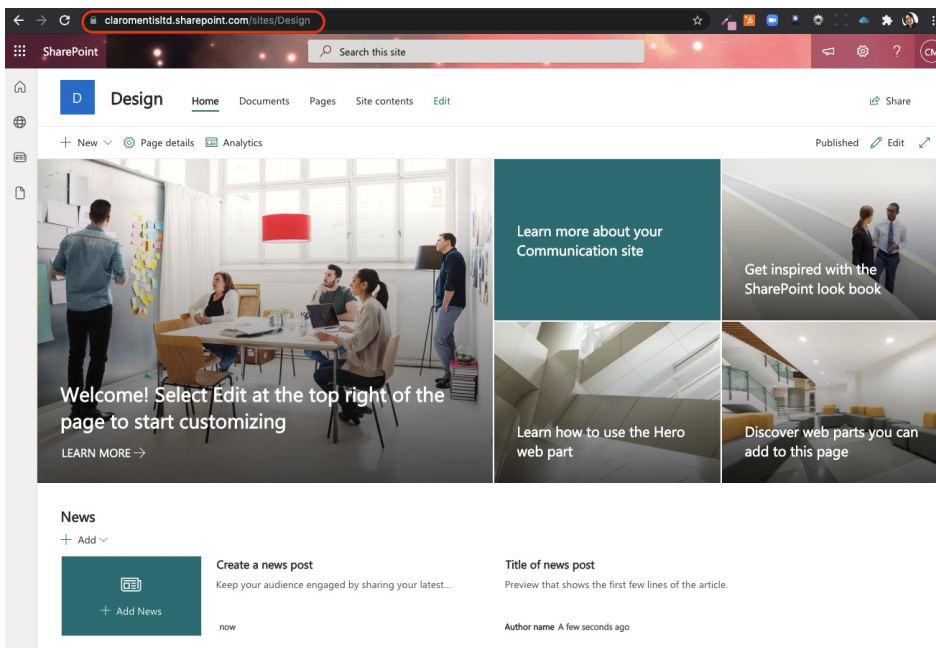 claromentisltd.sharepoint.com/sites/Design
SharePoint
Search this site
?
CM
D
Design
Home
Documents
Pages
Site contents
Edit
Share
New
Page details
Analytics
Published
Edit
Learn more about your
Communication site
Get inspired with the
SharePoint look book
Welcome! Select Edit at the top right of the
page to start customizing
LEARN MORE
Learn how to use the Hero
web part
Discover web parts you can
add to this page
News
Add
Add News
Create a news post
Keep your audience engaged by sharing your latest...
now
Title of news post
Preview that shows the first few lines of the article.
Author name A few seconds ago